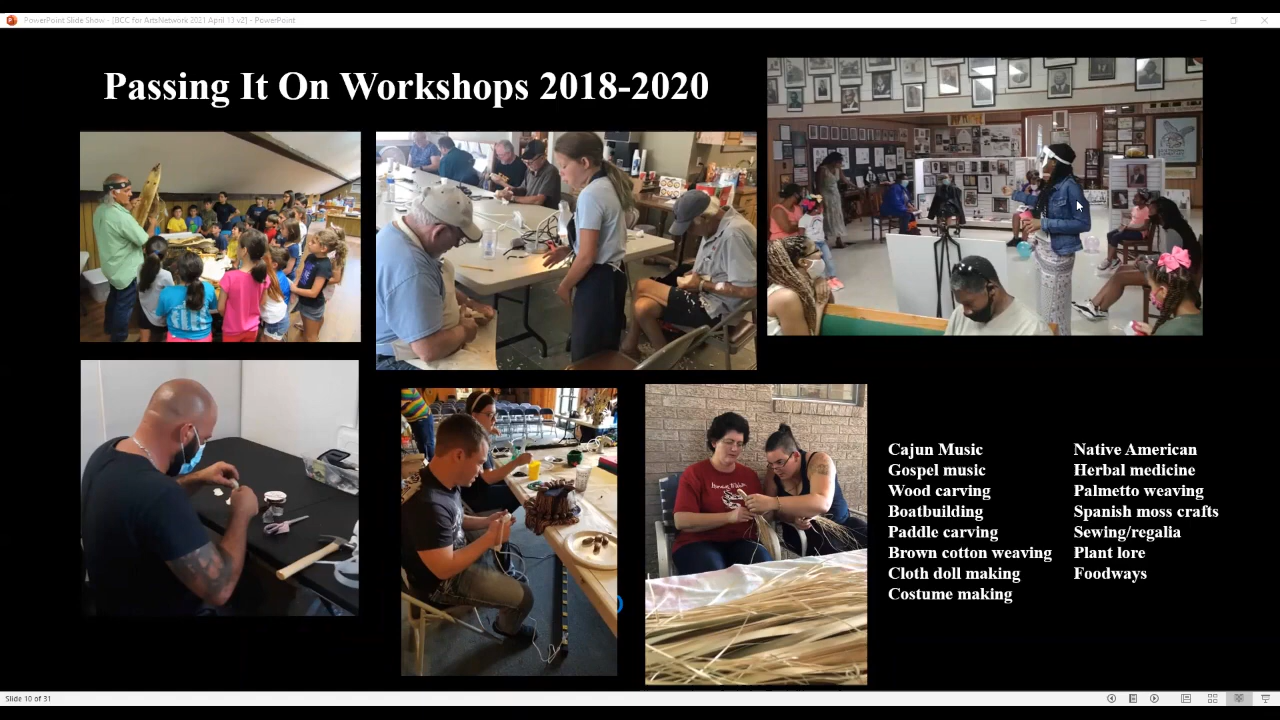 PowerPoint Slide Show - [BCC for ArtsNetwork 2021 April 13 v2] - PowerPoint
Passing It On Workshops 2018-2020
Cajun Music
Gospel music
Wood carving
Boatbuilding
Paddle carving
Brown cotton weaving
Cloth doll making
Costume making
Native American
Herbal medicine
Palmetto weaving
Spanish moss crafts
Sewing/regalia
Plant lore
Foodways
Slide 10 of 31